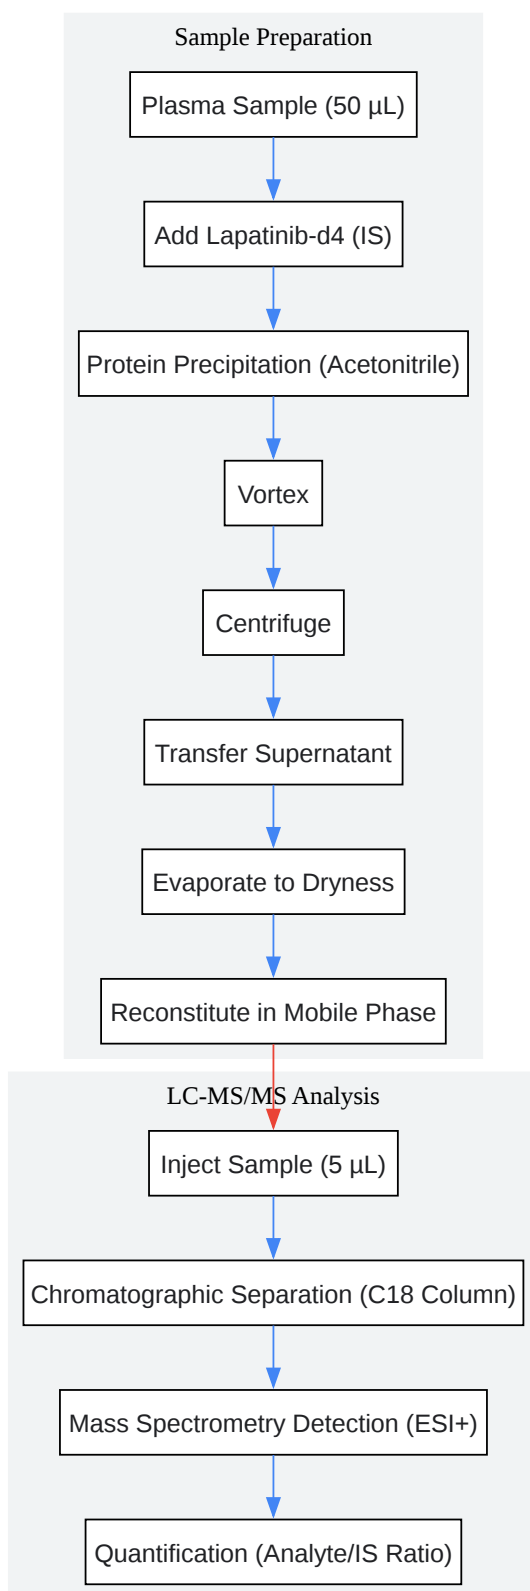 Sample Preparation
Plasma Sample (50 µL)
Add Lapatinib-d4 (IS)
Protein Precipitation (Acetonitrile)
Vortex
Centrifuge
Transfer Supernatant
Evaporate to Dryness
Reconstitute in Mobile Phase
LC-MS/MS Analysis
Inject Sample (5 µL)
Chromatographic Separation (C18 Column)
Mass Spectrometry Detection (ESI+)
Quantification (Analyte/IS Ratio)